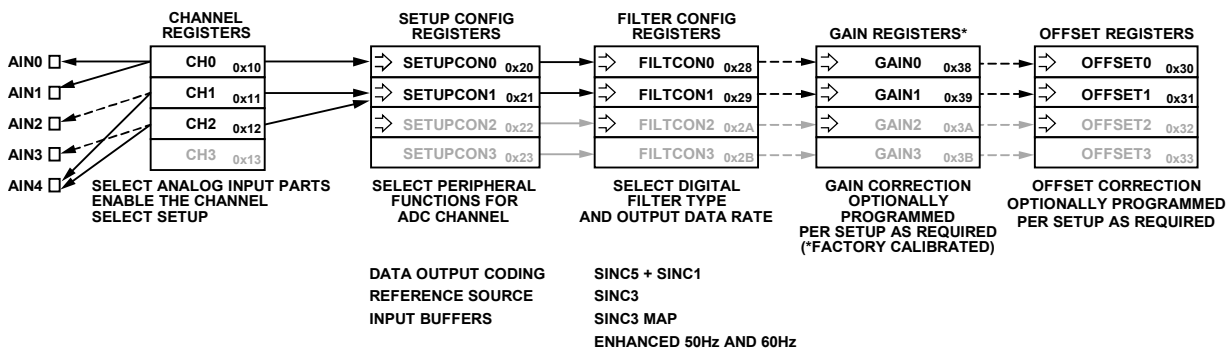 CHANNEL
REGISTERS
SETUP CONFIG
REGISTERS
FILTER CONFIG
REGISTERS
GAIN REGISTERS*
OFFSET REGISTERS
AIN0
AIN1
AIN2
AIN3
AIN4
CH0 0x10
CH1 0x11
CH2 0x12
CH3 0x13
SELECT ANALOG INPUT PARTS
ENABLE THE CHANNEL
SELECT SETUP
SETUPCON0 0x20
SETUPCON1 0x21
SETUPCON2 0x22
SETUPCON3 0x23
SELECT PERIPHERAL
FUNCTIONS FOR
ADC CHANNEL
FILTCON0 0x28
FILTCON1 0x29
FILTCON2 0x2A
FILTCON3 0x2B
SELECT DIGITAL
FILTER TYPE
AND OUTPUT DATA RATE
GAIN0 0x38
GAIN1 0x39
GAIN2 0x3A
GAIN3 0x3B
GAIN CORRECTION
OPTIONALLY
PROGRAMMED
PER SETUP AS REQUIRED
(*FACTORY CALIBRATED)
OFFSET0 0x30
OFFSET1 0x31
OFFSET2 0x32
OFFSET3 0x33
OFFSET CORRECTION
OPTIONALLY PROGRAMMED
PER SETUP AS REQUIRED
DATA OUTPUT CODING
REFERENCE SOURCE
INPUT BUFFERS
SINC5 + SINC1
SINC3
SINC3 MAP
ENHANCED 50Hz AND 60Hz